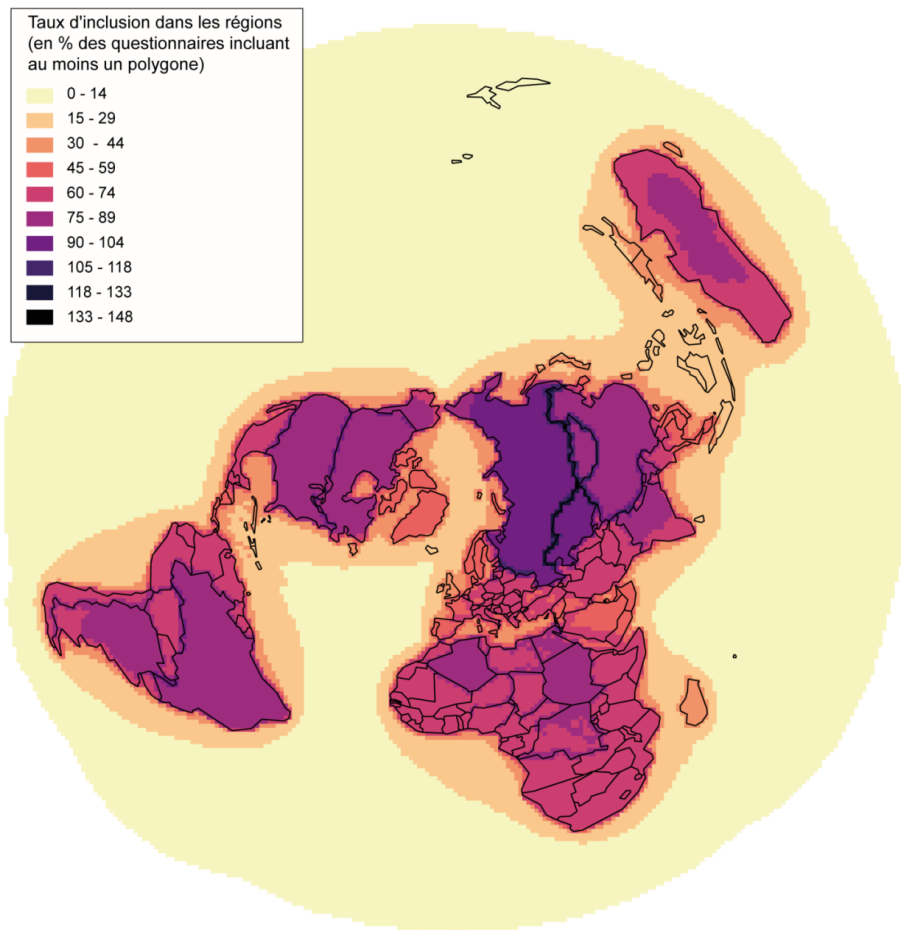 Taux d'inclusion dans les régions
(en % des questionnaires incluant
au moins un polygone)
0 - 14
15 - 29
30 - 44
45 - 59
60 - 74
75 - 89
90 - 104
105 - 118
118 - 133
133 - 148